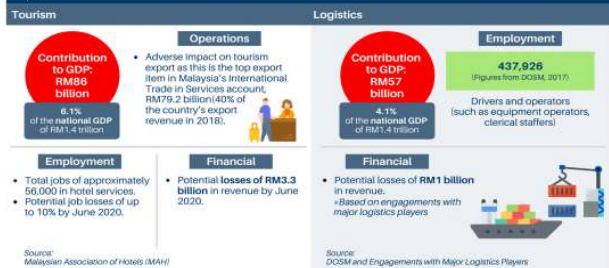 Tourism
Contribution
to GDP:
RM86
billion
6.1%
of the national GDP
of RM1.4 trillion
Operations
• Adverse impact on tourism
export as this is the top export
item in Malaysia's International
Trade in Services account,
RM79.2 billion(40% of
the country's export
revenue in 2018).
Employment
• Total jobs of approximately
56,000 in hotel services.
• Potential job losses of up
to 10% by June 2020.
Financial
• Potential losses of RM3.3
billion in revenue by June
2020.
Source:
Malaysian Association of Hotels (MAH)
Logistics
Contribution
to GDP:
RM57
billion
4.1%
of the national GDP
of RM1.4 trillion
Employment
437,926
(Figures from DOSM, 2017)
Drivers and operators
(such as equipment operators,
clerical staffers)
Financial
• Potential losses of RM1 billion
in revenue.
»Based on engagements with
major logistics players
Source:
DOSM and Engagements with Major Logistics Players